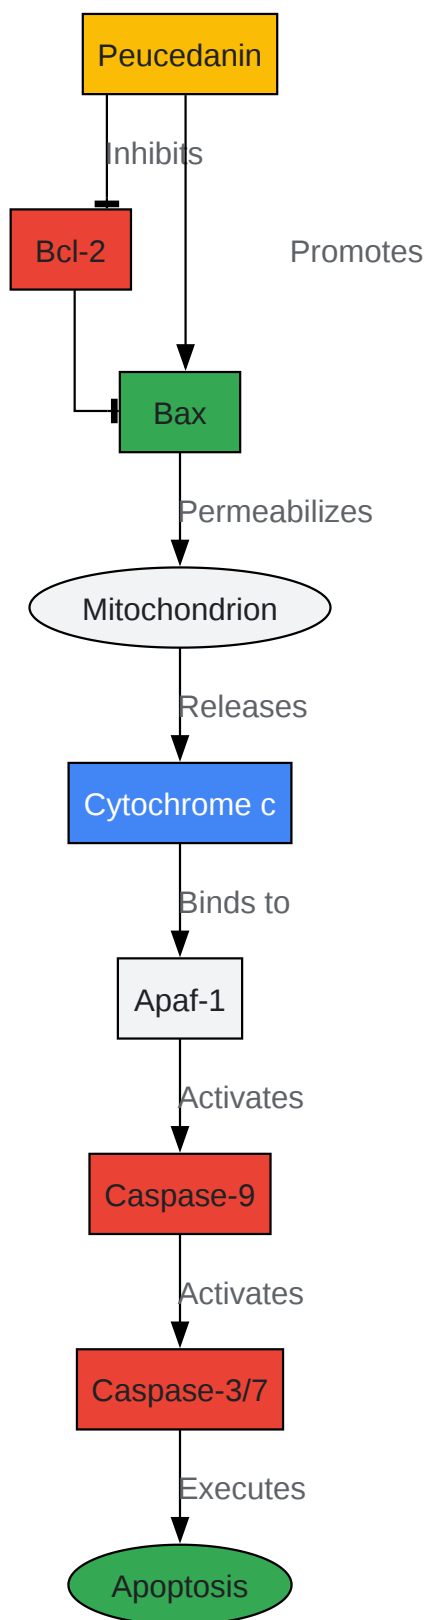 Peucedanin
Inhibits
Bcl-2
Promotes
Bax
Permeabilizes
Mitochondrion
Releases
Cytochrome c
Binds to
Apaf-1
Activates
Caspase-9
Activates
Caspase-3/7
Executes
Apoptosis